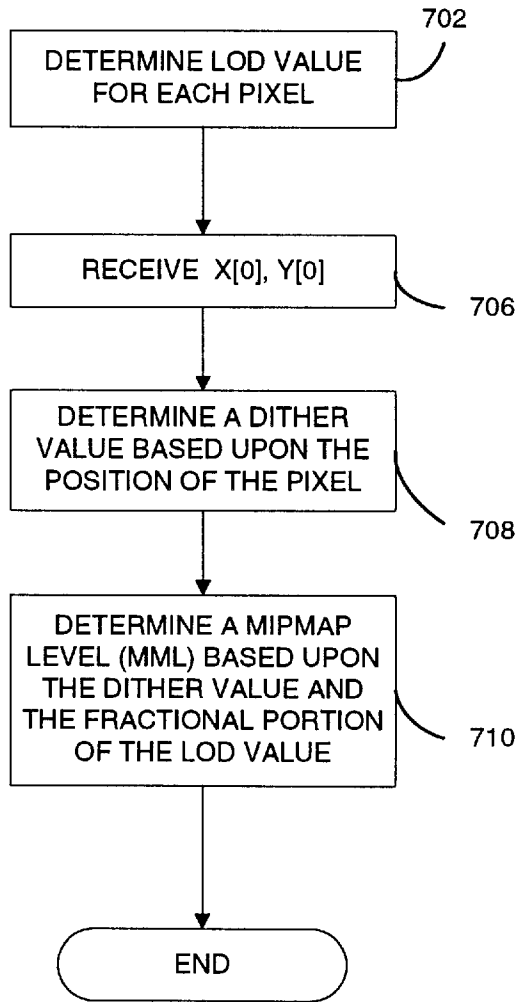 702
DETERMINE LOD VALUE
FOR EACH PIXEL
RECEIVE X[0], Y[0]
706
DETERMINE A DITHER
VALUE BASED UPON THE
POSITION OF THE PIXEL
708
DETERMINE A MIPMAP
LEVEL (MML) BASED UPON
THE DITHER VALUE AND
THE FRACTIONAL PORTION
OF THE LOD VALUE
710
END